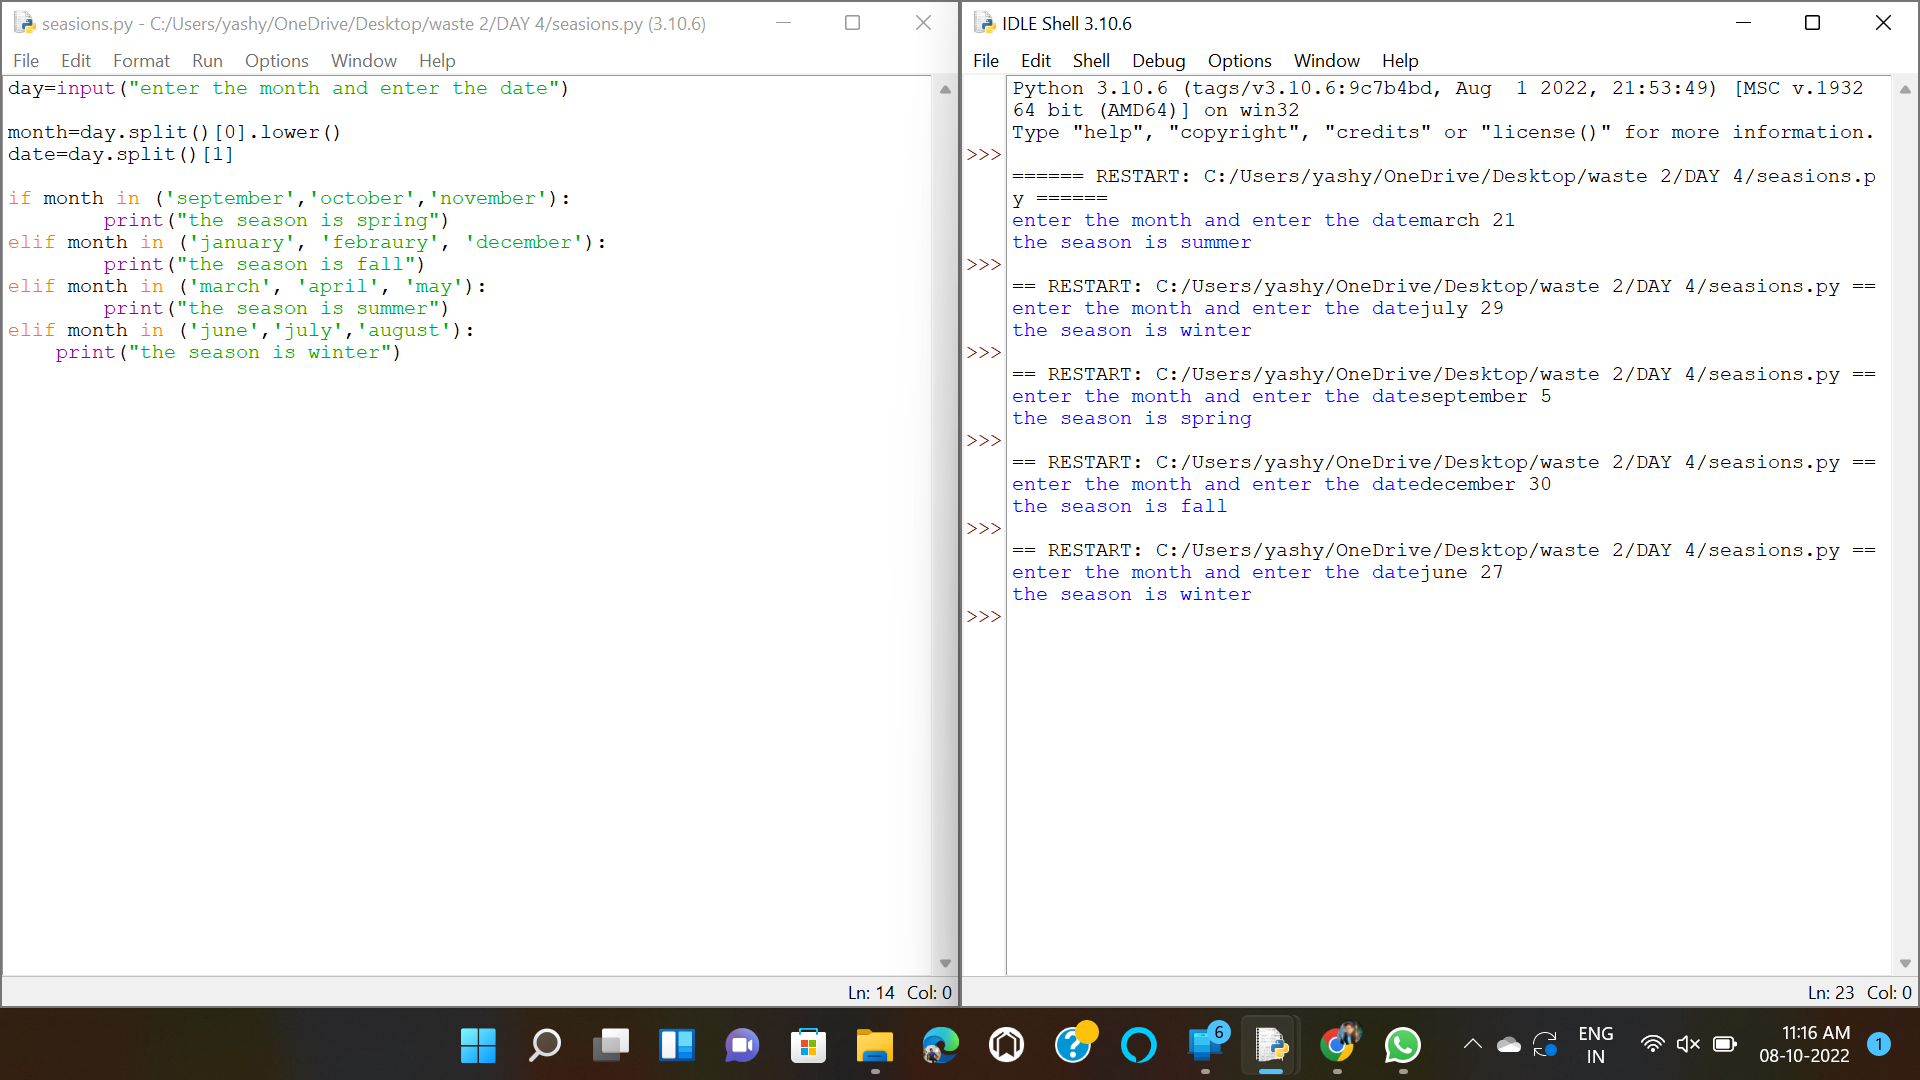 seasions.py - C:/Users/yashy/OneDrive/Desktop/waste 2/DAY 4/seasions.py (3.10.6)
File Edit Format Run Options Window Help
day=input("enter the month and enter the date")
month=day.split()[0].lower()
date=day.split()[1]
if month in ('september','october','november'):
        print("the season is spring")
elif month in ('january', 'febraury', 'december'):
        print("the season is fall")
elif month in ('march', 'april', 'may'):
        print("the season is summer")
elif month in ('june','july','august'):
    print("the season is winter")
Ln: 14 Col: 0
IDLE Shell 3.10.6
File Edit Shell Debug Options Window Help
Python 3.10.6 (tags/v3.10.6:9c7b4bd, Aug  1 2022, 21:53:49) [MSC v.1932
64 bit (AMD64)] on win32
Type "help", "copyright", "credits" or "license()" for more information.
>>>
====== RESTART: C:/Users/yashy/OneDrive/Desktop/waste 2/DAY 4/seasions.p
y ======
enter the month and enter the datemarch 21
the season is summer
>>>
== RESTART: C:/Users/yashy/OneDrive/Desktop/waste 2/DAY 4/seasions.py ==
enter the month and enter the datejuly 29
the season is winter
>>>
== RESTART: C:/Users/yashy/OneDrive/Desktop/waste 2/DAY 4/seasions.py ==
enter the month and enter the dateseptember 5
the season is spring
>>>
== RESTART: C:/Users/yashy/OneDrive/Desktop/waste 2/DAY 4/seasions.py ==
enter the month and enter the datedecember 30
the season is fall
>>>
== RESTART: C:/Users/yashy/OneDrive/Desktop/waste 2/DAY 4/seasions.py ==
enter the month and enter the datejune 27
the season is winter
>>>
Ln: 23 Col: 0
6
ENG
IN
11:16 AM
08-10-2022
1